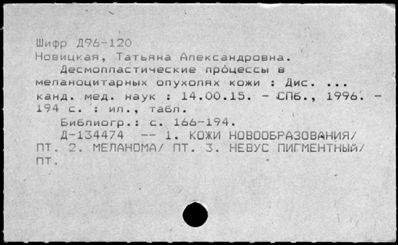 Шифр Д96-120
Новицкая, Татьяна Александровна.
Десмопластические процессы в
меланоцитарных опухолях кожи : Дис. ...
канд. мед. наук : 14.00.15. - СПб., 1996. -
194 с. : ил., табл.
Библиогр.: с. 166-194.
Д-134474 -- 1. КОЖИ НОВООБРАЗОВАНИЯ/
ПТ. 2. МЕЛАНОМА/ ПТ. 3. НЕВУС ПИГМЕНТНЫЙ/
ПТ.